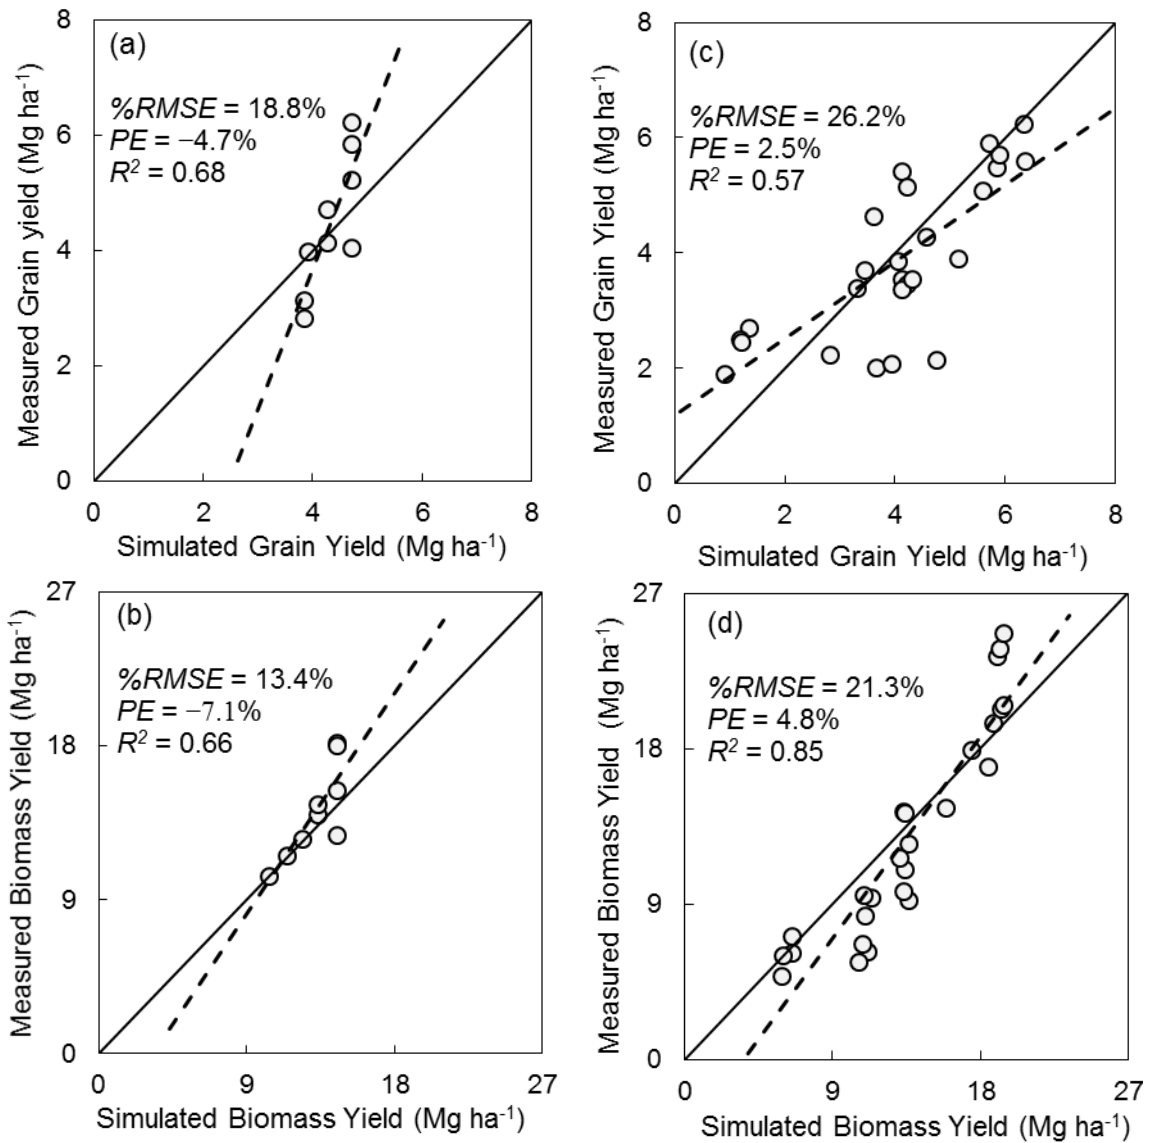 (a)
%RMSE = 18.8%
PE = −4.7%
R² = 0.68
8
6
4
2
0
0 2 4 6 8
Measured Grain yield (Mg ha⁻¹)
Simulated Grain Yield (Mg ha⁻¹)
(c)
%RMSE = 26.2%
PE = 2.5%
R² = 0.57
8
6
4
2
0
0 2 4 6 8
Measured Grain Yield (Mg ha⁻¹)
Simulated Grain Yield (Mg ha⁻¹)
(b)
%RMSE = 13.4%
PE = −7.1%
R² = 0.66
27
18
9
0
0 9 18 27
Measured Biomass Yield (Mg ha⁻¹)
Simulated Biomass Yield (Mg ha⁻¹)
(d)
%RMSE = 21.3%
PE = 4.8%
R² = 0.85
27
18
9
0
0 9 18 27
Measured Biomass Yield (Mg ha⁻¹)
Simulated Biomass Yield (Mg ha⁻¹)